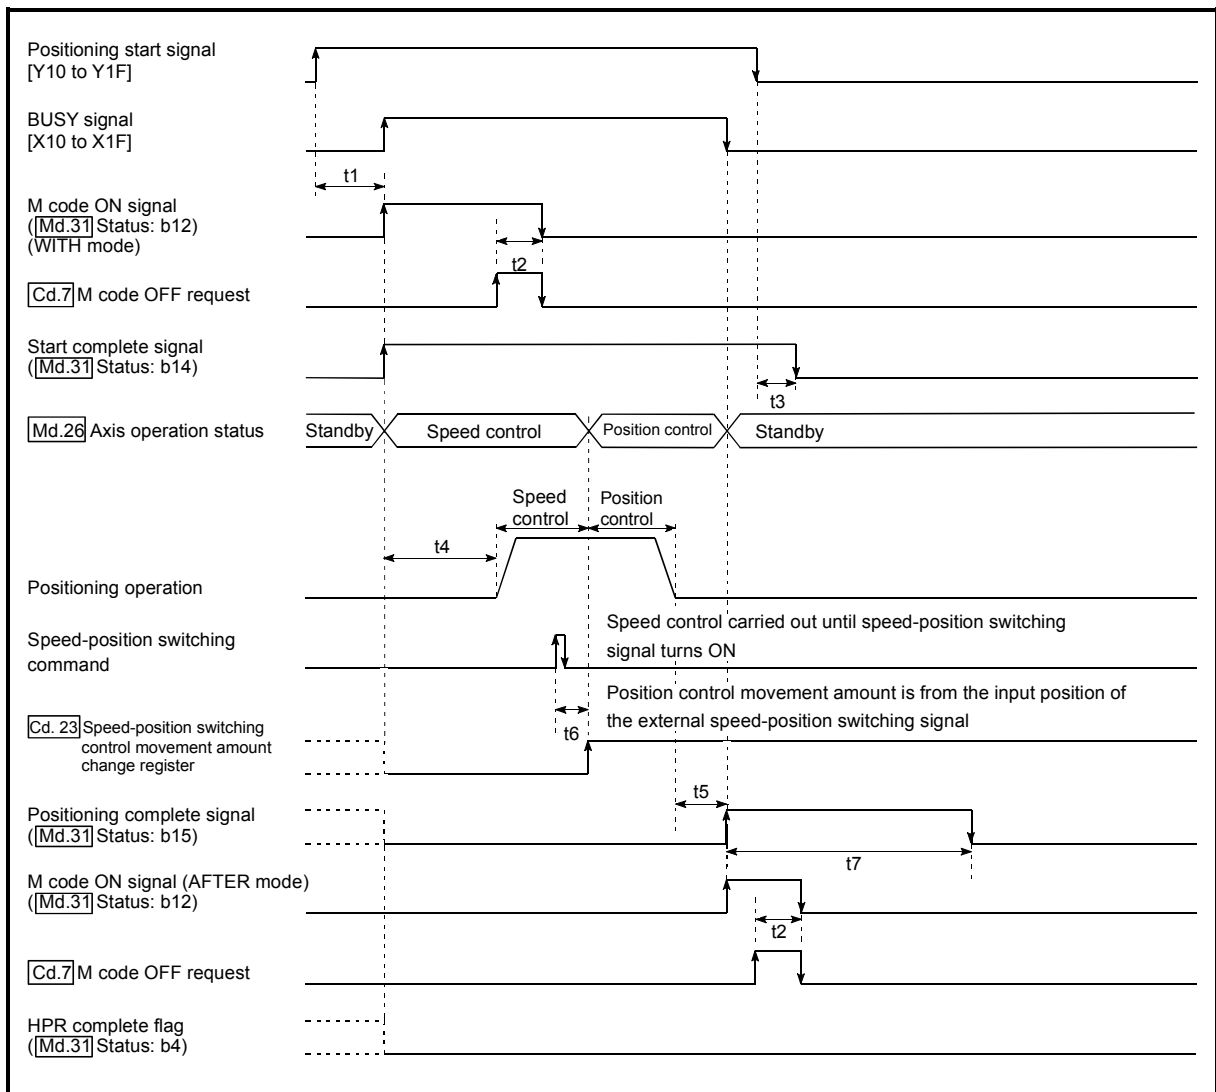 Positioning start signal
[Y10 to Y1F]
BUSY signal
[X10 to X1F]
t1
M code ON signal
(Md.31 Status: b12)
(WITH mode)
t2
Cd.7 M code OFF request
Start complete signal
(Md.31 Status: b14)
t3
Md.26 Axis operation status
Standby
Speed control
Position control
Standby
Speed control
Position control
t4
Positioning operation
Speed-position switching
command
Speed control carried out until speed-position switching
signal turns ON
Position control movement amount is from the input position of
the external speed-position switching signal
t6
Cd. 23 Speed-position switching
control movement amount
change register
t5
Positioning complete signal
(Md.31 Status: b15)
t7
M code ON signal (AFTER mode)
(Md.31 Status: b12)
t2
Cd.7 M code OFF request
HPR complete flag
(Md.31 Status: b4)